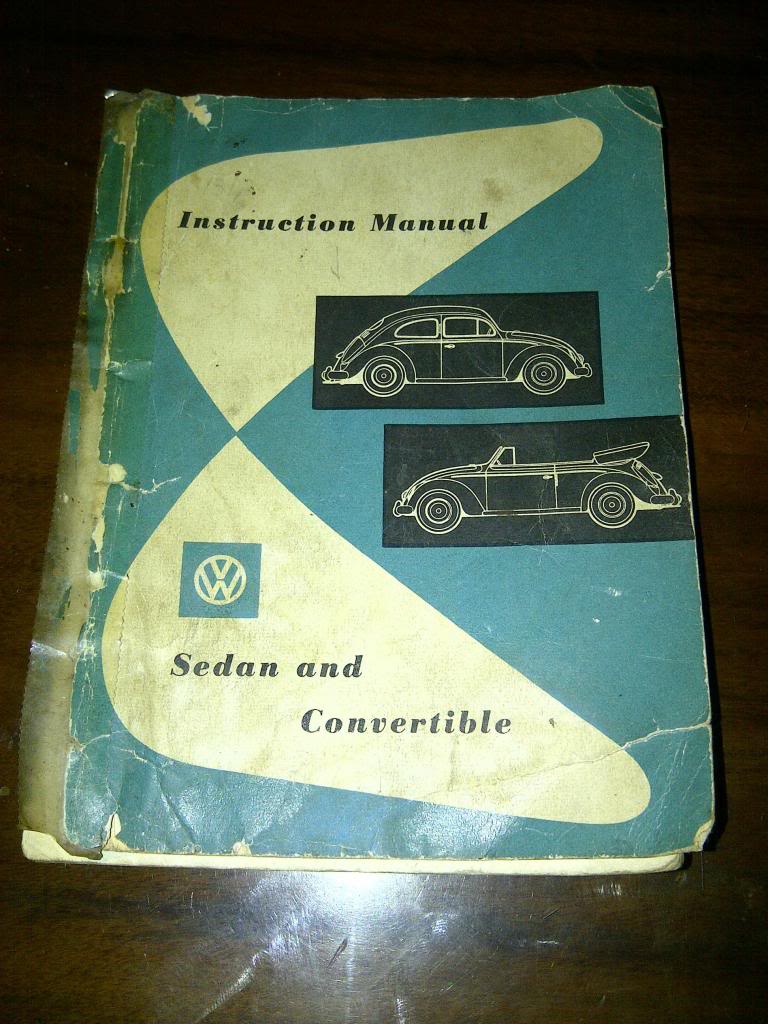 Instruction Manual
VW
Sedan and
Convertible